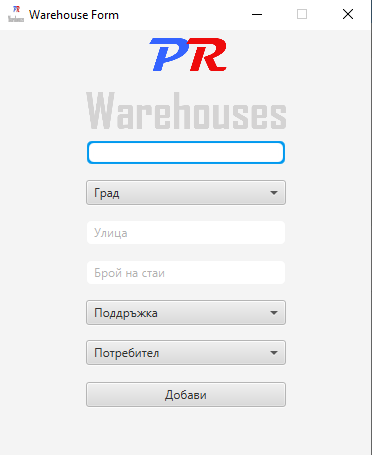 Warehouse Form
PR
Warehouses
Град
Улица
Брой на стаи
Поддръжка
Потребител
Добави